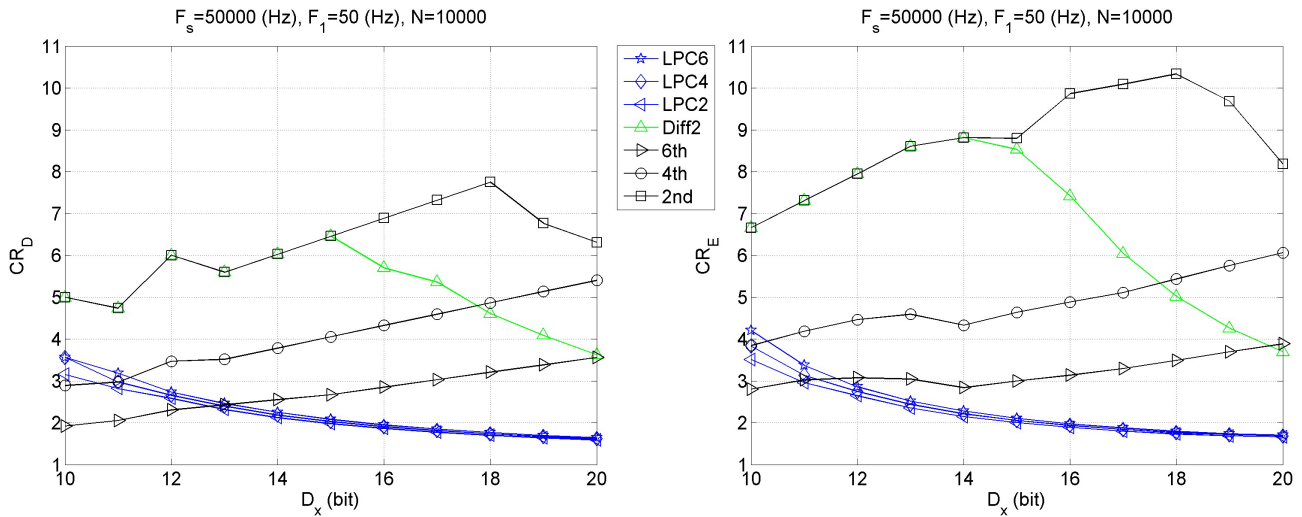 F_s=50000 (Hz), F_1=50 (Hz), N=10000
11
10
9
8
7
6
5
4
3
2
1
CR_D
10
12
14
16
18
20
D_x (bit)
LPC6
LPC4
LPC2
Diff2
6th
4th
2nd
F_s=50000 (Hz), F_1=50 (Hz), N=10000
11
10
9
8
7
6
5
4
3
2
1
CR_E
10
12
14
16
18
20
D_x (bit)